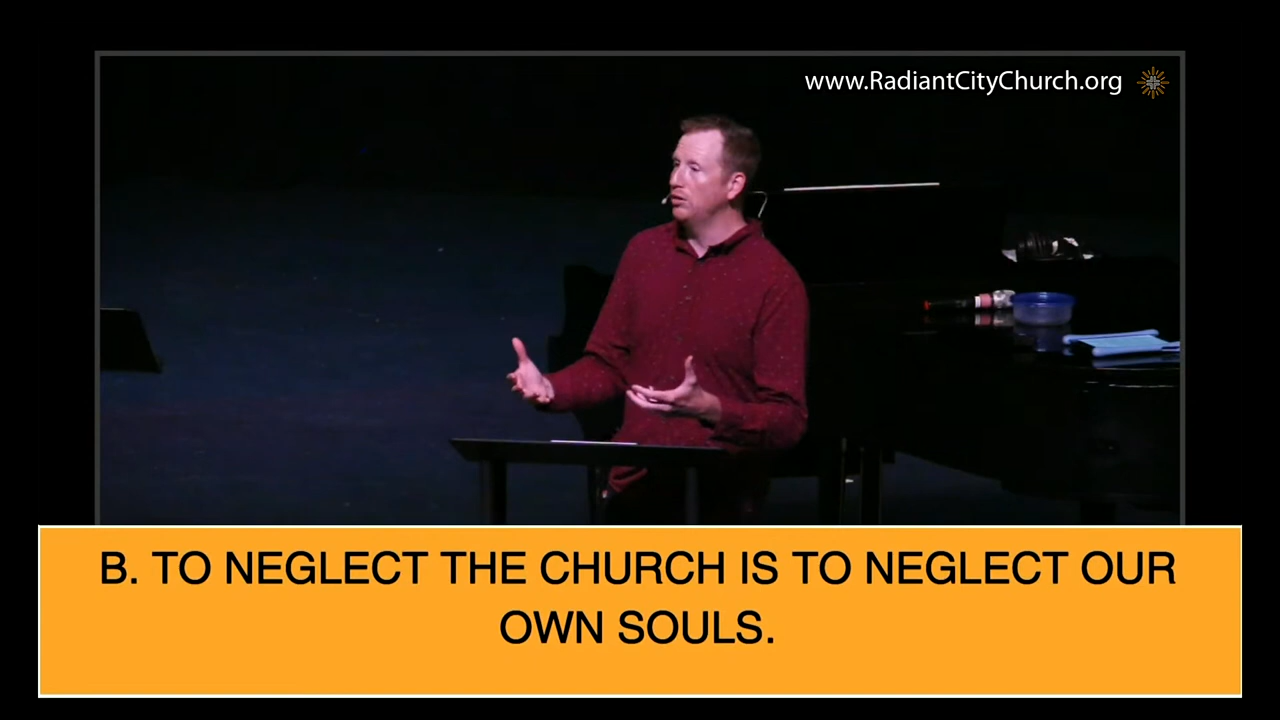 www.RadiantCityChurch.org
B. TO NEGLECT THE CHURCH IS TO NEGLECT OUR
OWN SOULS.